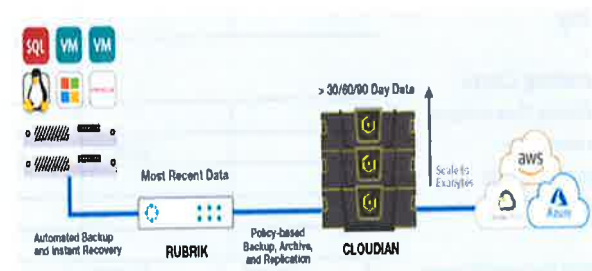 SQL VM VM
> 30/60/90 Day Data
Most Recent Data
Scale to
Exabytes
aws
Azure
Automated Backup
and Instant Recovery
RUBRIK
Policy-based
Backup, Archive,
and Replication
CLOUDIAN